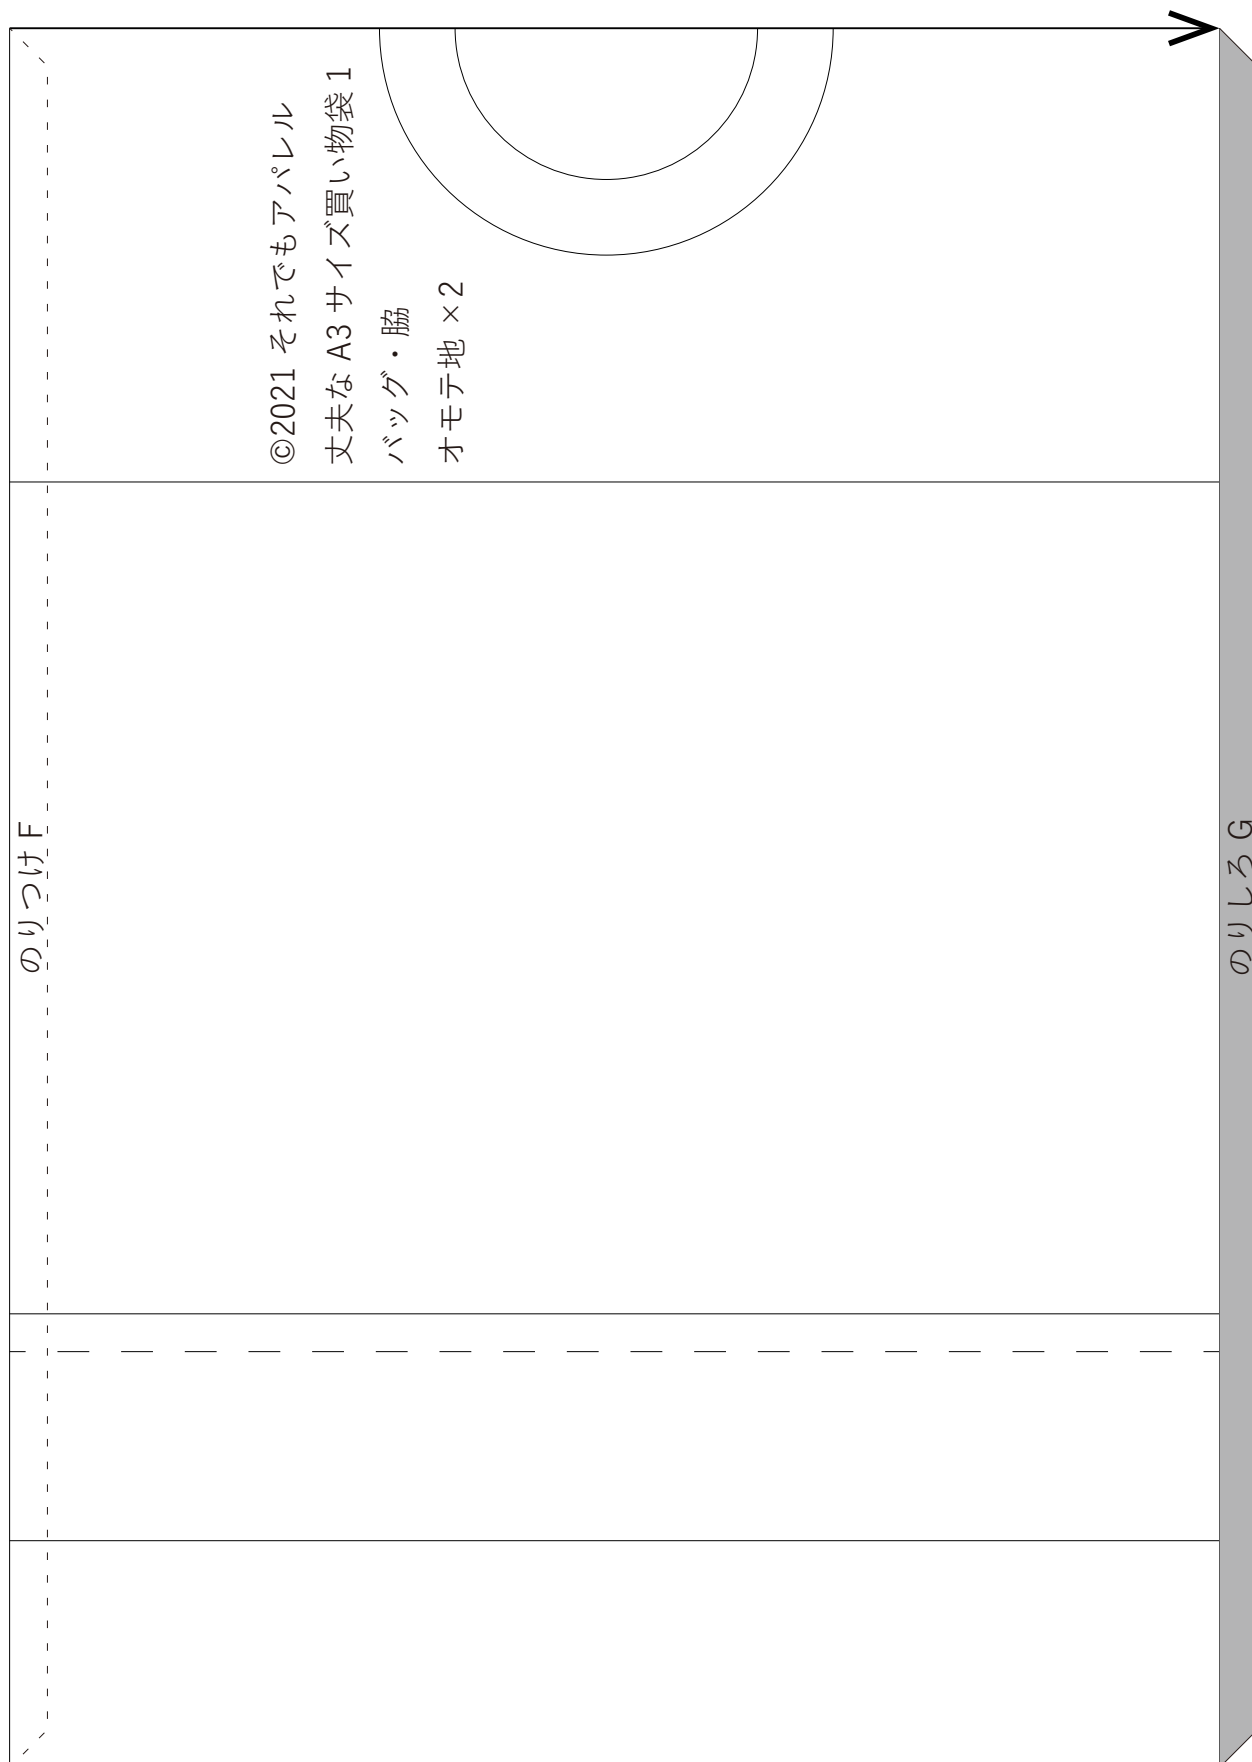 ©2021 それでもアパレル
丈夫な A3 サイズ買い物袋 1
バッグ・脇
オモテ地 ×2
のりつけ F
のりしろ G